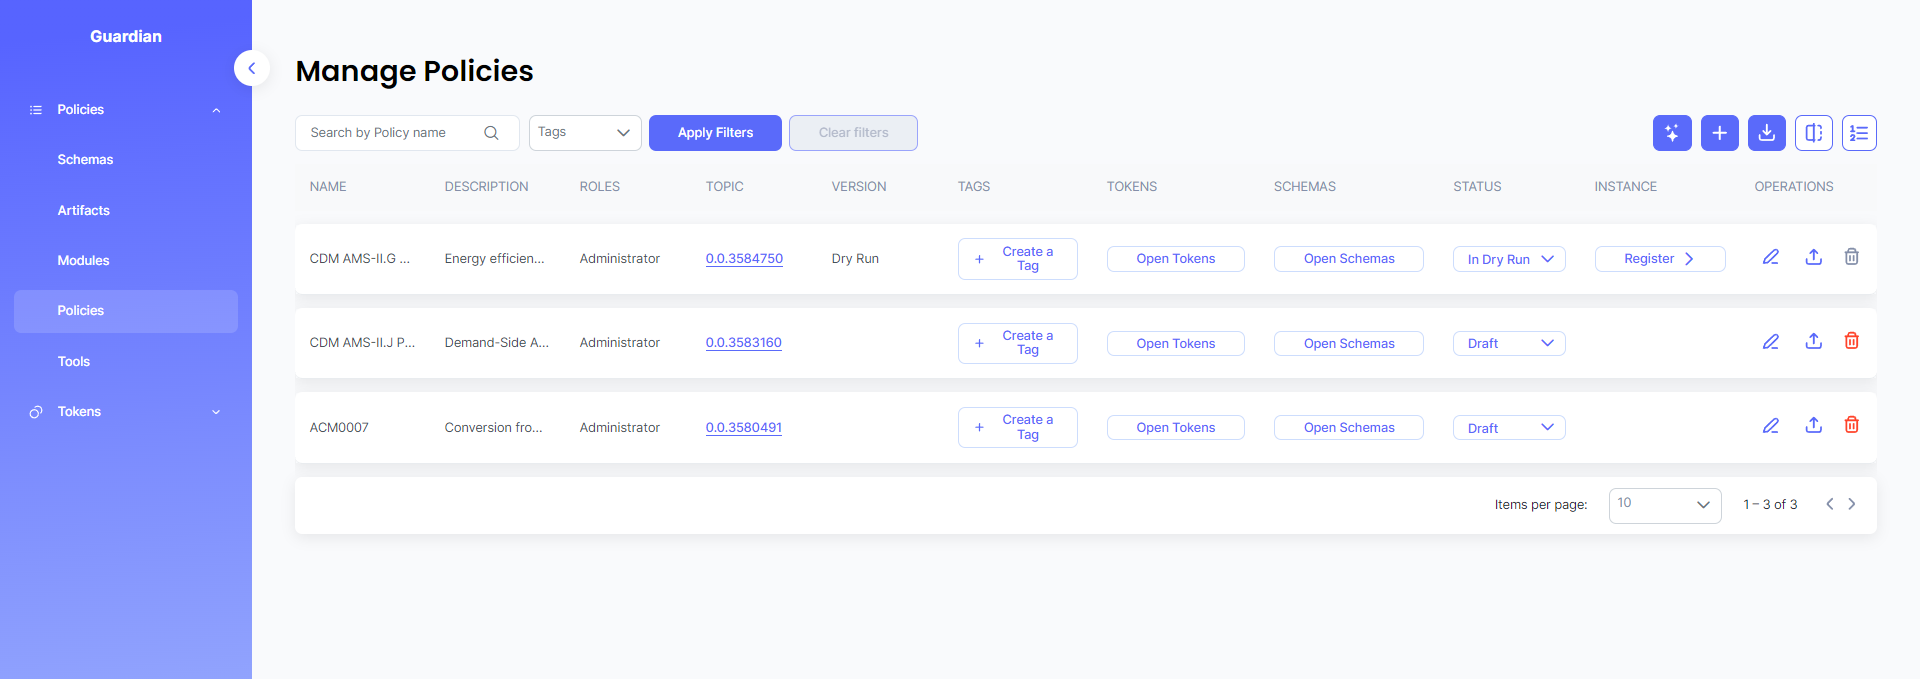 Guardian
Policies
Schemas
Artifacts
Modules
Policies
Tools
Tokens
Manage Policies
Search by Policy name
Tags
Apply Filters
Clear filters
NAME DESCRIPTION ROLES TOPIC VERSION TAGS TOKENS SCHEMAS STATUS INSTANCE OPERATIONS
CDM AMS-II.G ... Energy efficien... Administrator 0.0.3584750 Dry Run + Create a Tag Open Tokens Open Schemas In Dry Run Register
CDM AMS-II.J P... Demand-Side A... Administrator 0.0.3583160 + Create a Tag Open Tokens Open Schemas Draft
ACM0007 Conversion fro... Administrator 0.0.3580491 + Create a Tag Open Tokens Open Schemas Draft
Items per page: 10 1 – 3 of 3